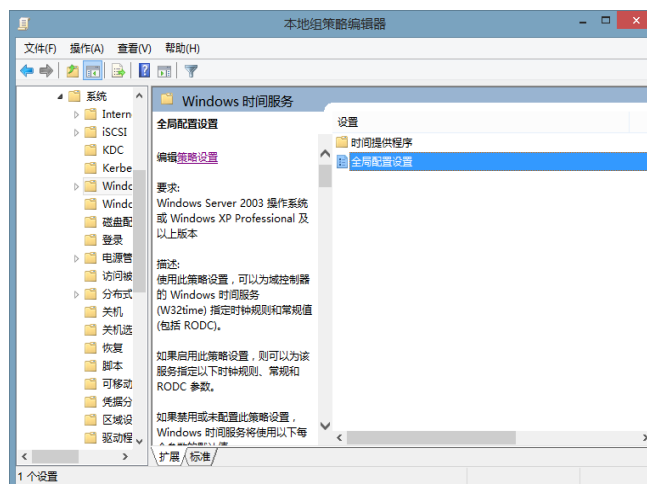 本地组策略编辑器
文件(F) 操作(A) 查看(V) 帮助(H)
系统
Intern
iSCSI
KDC
Kerbe
Windc
Windc
磁盘配
登录
电源管
访问被
分布式
关机
关机选
恢复
脚本
可移动
凭据分
区域设
驱动程
Windows 时间服务
全局配置设置
编辑策略设置
要求:
Windows Server 2003 操作系统
或 Windows XP Professional 及
以上版本
描述:
使用此策略设置，可以为域控制器
的 Windows 时间服务
(W32time) 指定时钟规则和常规值
(包括 RODC)。
如果启用此策略设置，则可以为该
服务指定以下时钟规则、常规和
RODC 参数。
如果禁用或未配置此策略设置，
Windows 时间服务将使用以下每
设置
时间提供程序
全局配置设置
扩展 标准
1 个设置